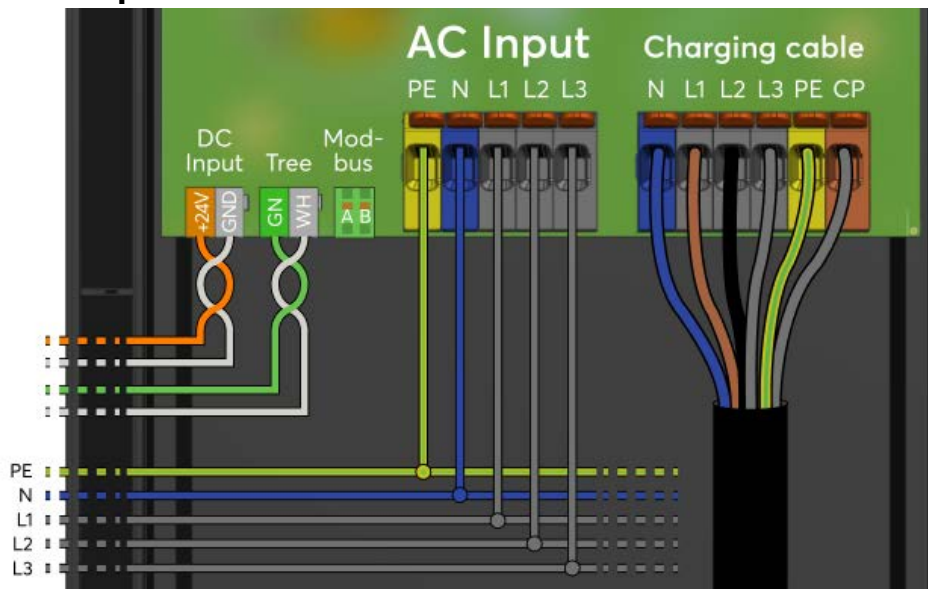 AC Input
PE N L1 L2 L3
Charging cable
N L1 L2 L3 PE CP
DC
Input
Tree
Mod-
bus
+24V
GND
GN
WH
A B
PE
N
L1
L2
L3